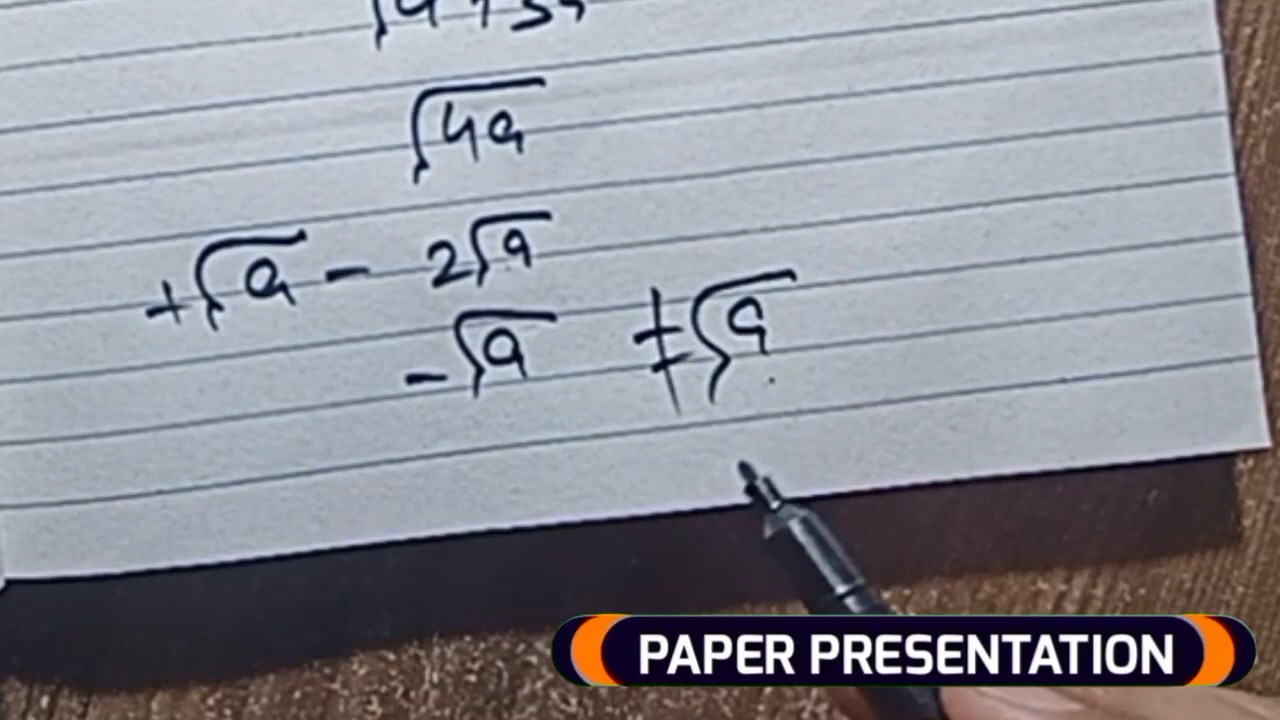 √4a
+√a - 2√a
-√a ≠√a
PAPER PRESENTATION